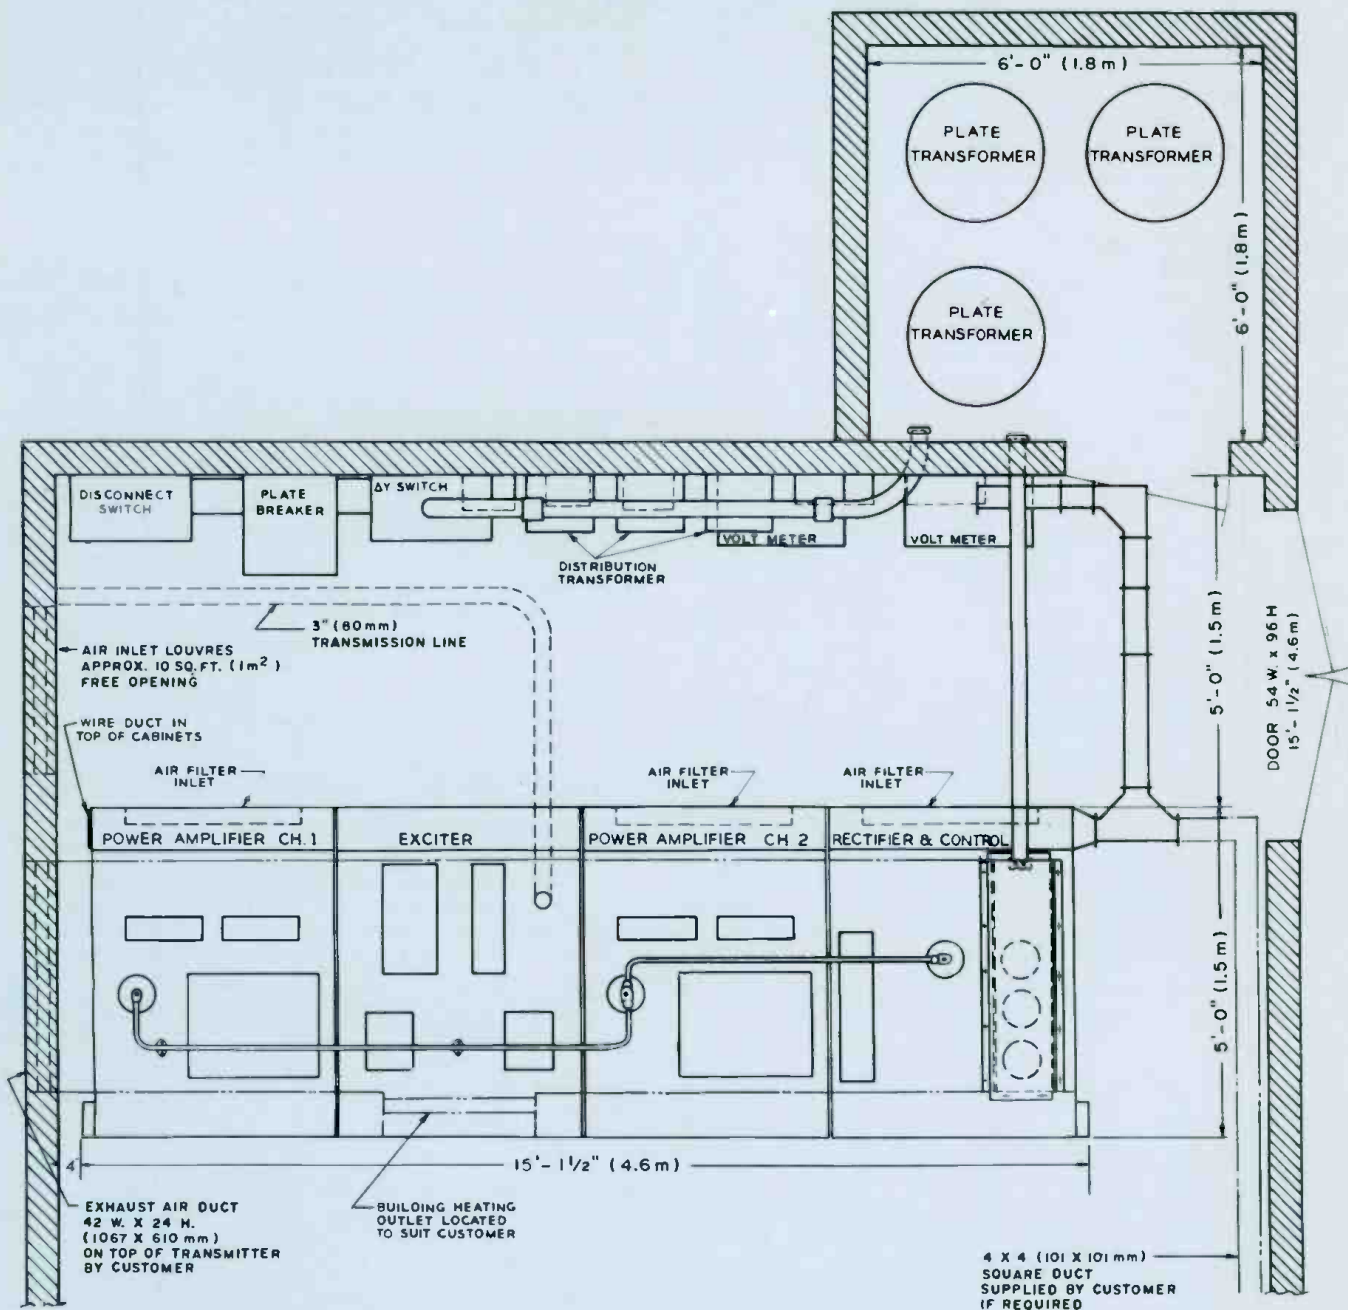 6'-0" (1.8m)
PLATE
TRANSFORMER
PLATE
TRANSFORMER
6'-0" (1.8m)
PLATE
TRANSFORMER
DISCONNECT
SWITCH
PLATE
BREAKER
ΔY SWITCH
VOLT METER
VOLT METER
DISTRIBUTION
TRANSFORMER
3" (80mm)
TRANSMISSION LINE
AIR INLET LOUVRES
APPROX. 10 SQ.FT. (1m²)
FREE OPENING
5'-0" (1.5m)
DOOR 54 W. x 96 H
15'-1 1/2" (4.6m)
WIRE DUCT IN
TOP OF CABINETS
AIR FILTER
INLET
AIR FILTER
INLET
AIR FILTER
INLET
POWER AMPLIFIER CH.1
EXCITER
POWER AMPLIFIER CH 2
RECTIFIER & CONTROL
5'-0" (1.5m)
4"
15'-1 1/2" (4.6m)
EXHAUST AIR DUCT
42 W. X 24 H.
(1067 X 610 mm)
ON TOP OF TRANSMITTER
BY CUSTOMER
BUILDING HEATING
OUTLET LOCATED
TO SUIT CUSTOMER
4 X 4 (101 X 101 mm)
SQUARE DUCT
SUPPLIED BY CUSTOMER
IF REQUIRED